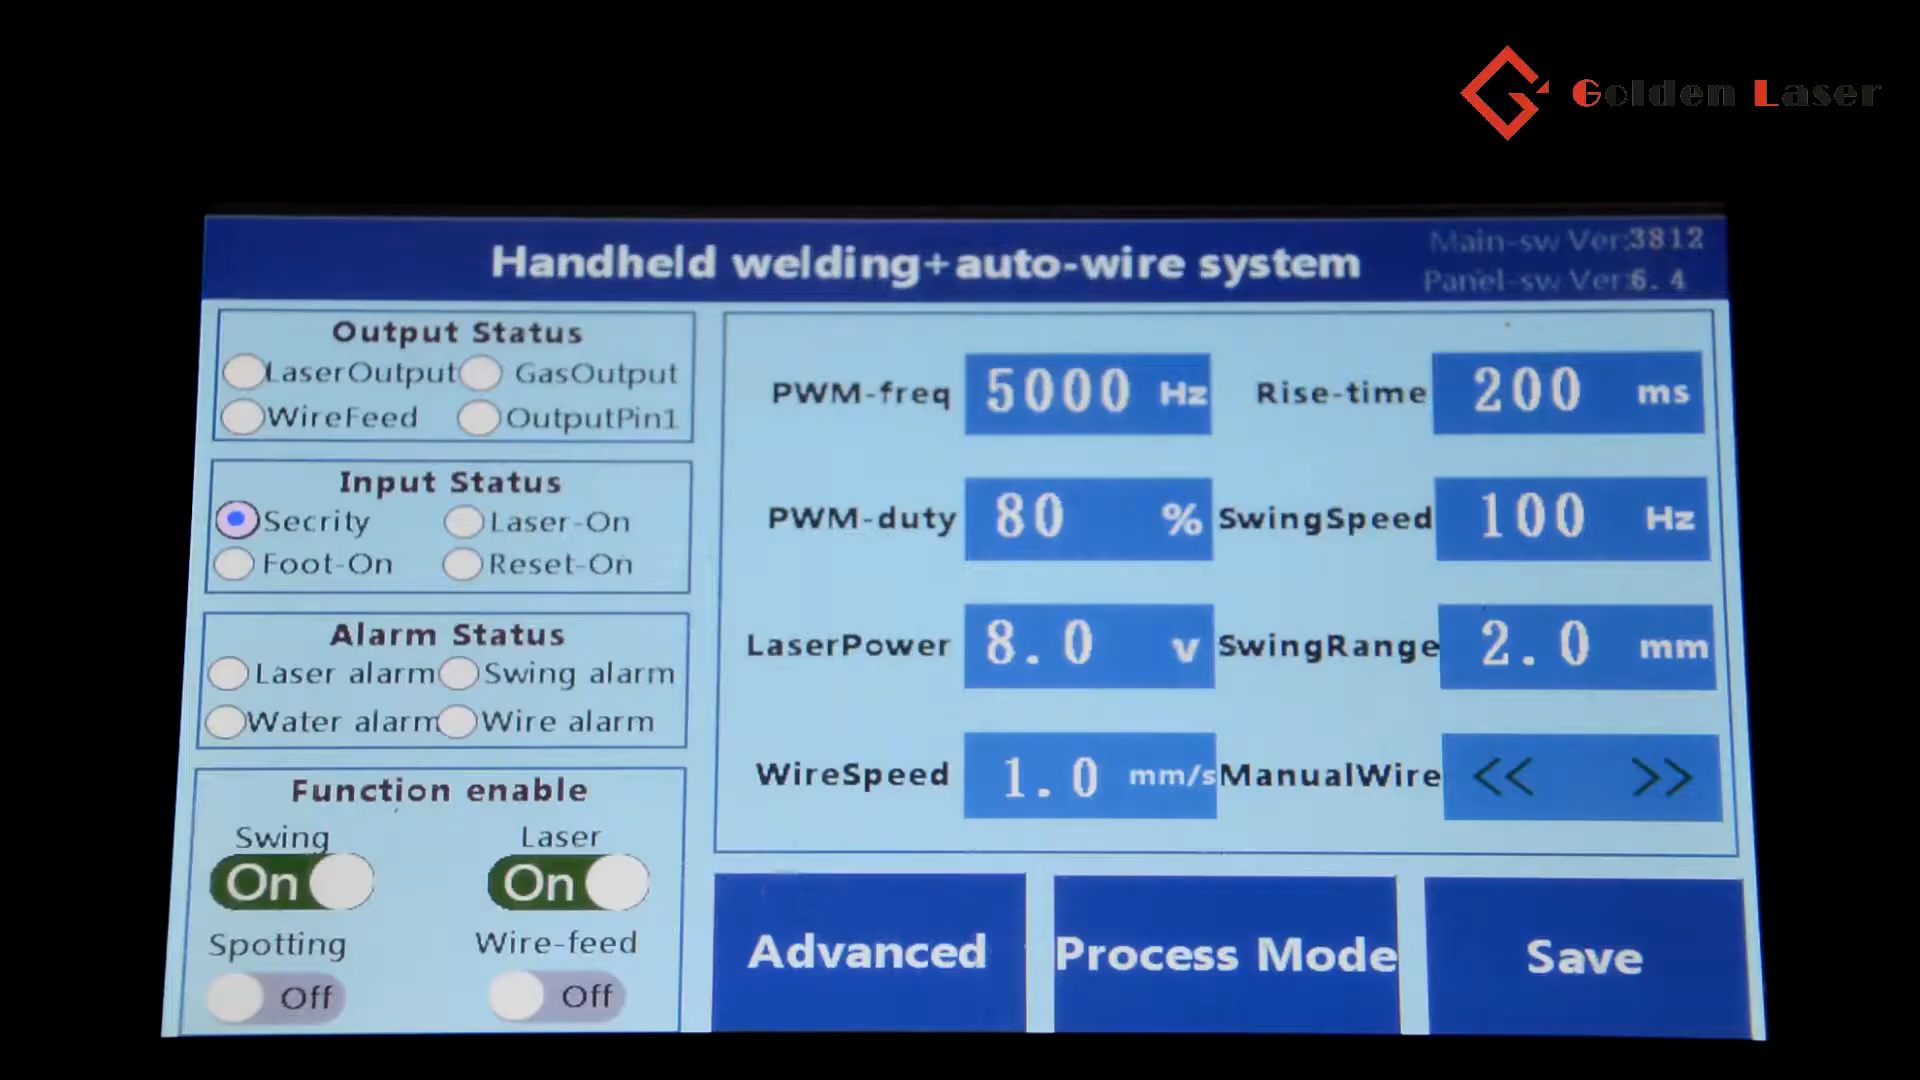 Golden Laser
Handheld welding+auto-wire system
Main-sw Ver:3812
Panel-sw Ver:6.4
Output Status
LaserOutput GasOutput
WireFeed OutputPin1
Input Status
Secrity Laser-On
Foot-On Reset-On
Alarm Status
Laser alarm Swing alarm
Water alarm Wire alarm
Function enable
Swing Laser
On On
Spotting Wire-feed
Off Off
PWM-freq 5000 Hz Rise-time 200 ms
PWM-duty 80 % SwingSpeed 100 Hz
LaserPower 8.0 v SwingRange 2.0 mm
WireSpeed 1.0 mm/s ManualWire << >>
Advanced Process Mode Save